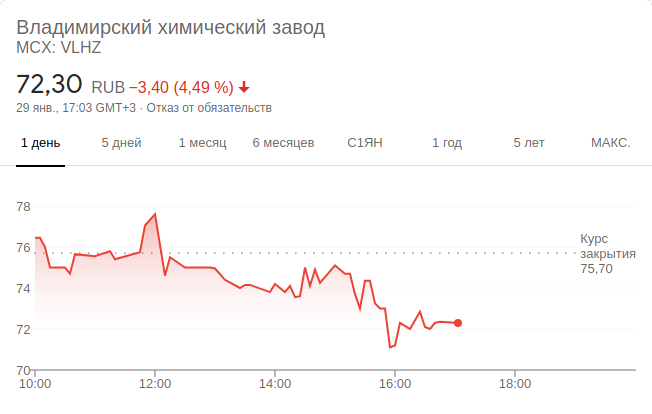 Владимирский химический завод
MCX: VLHZ
72,30 RUB −3,40 (4,49 %)
29 янв., 17:03 GMT+3 · Отказ от обязательств
1 день 5 дней 1 месяц 6 месяцев С1ЯН 1 год 5 лет МАКС.
78
76
74
72
70
Курс
закрытия
75,70
10:00 12:00 14:00 16:00 18:00